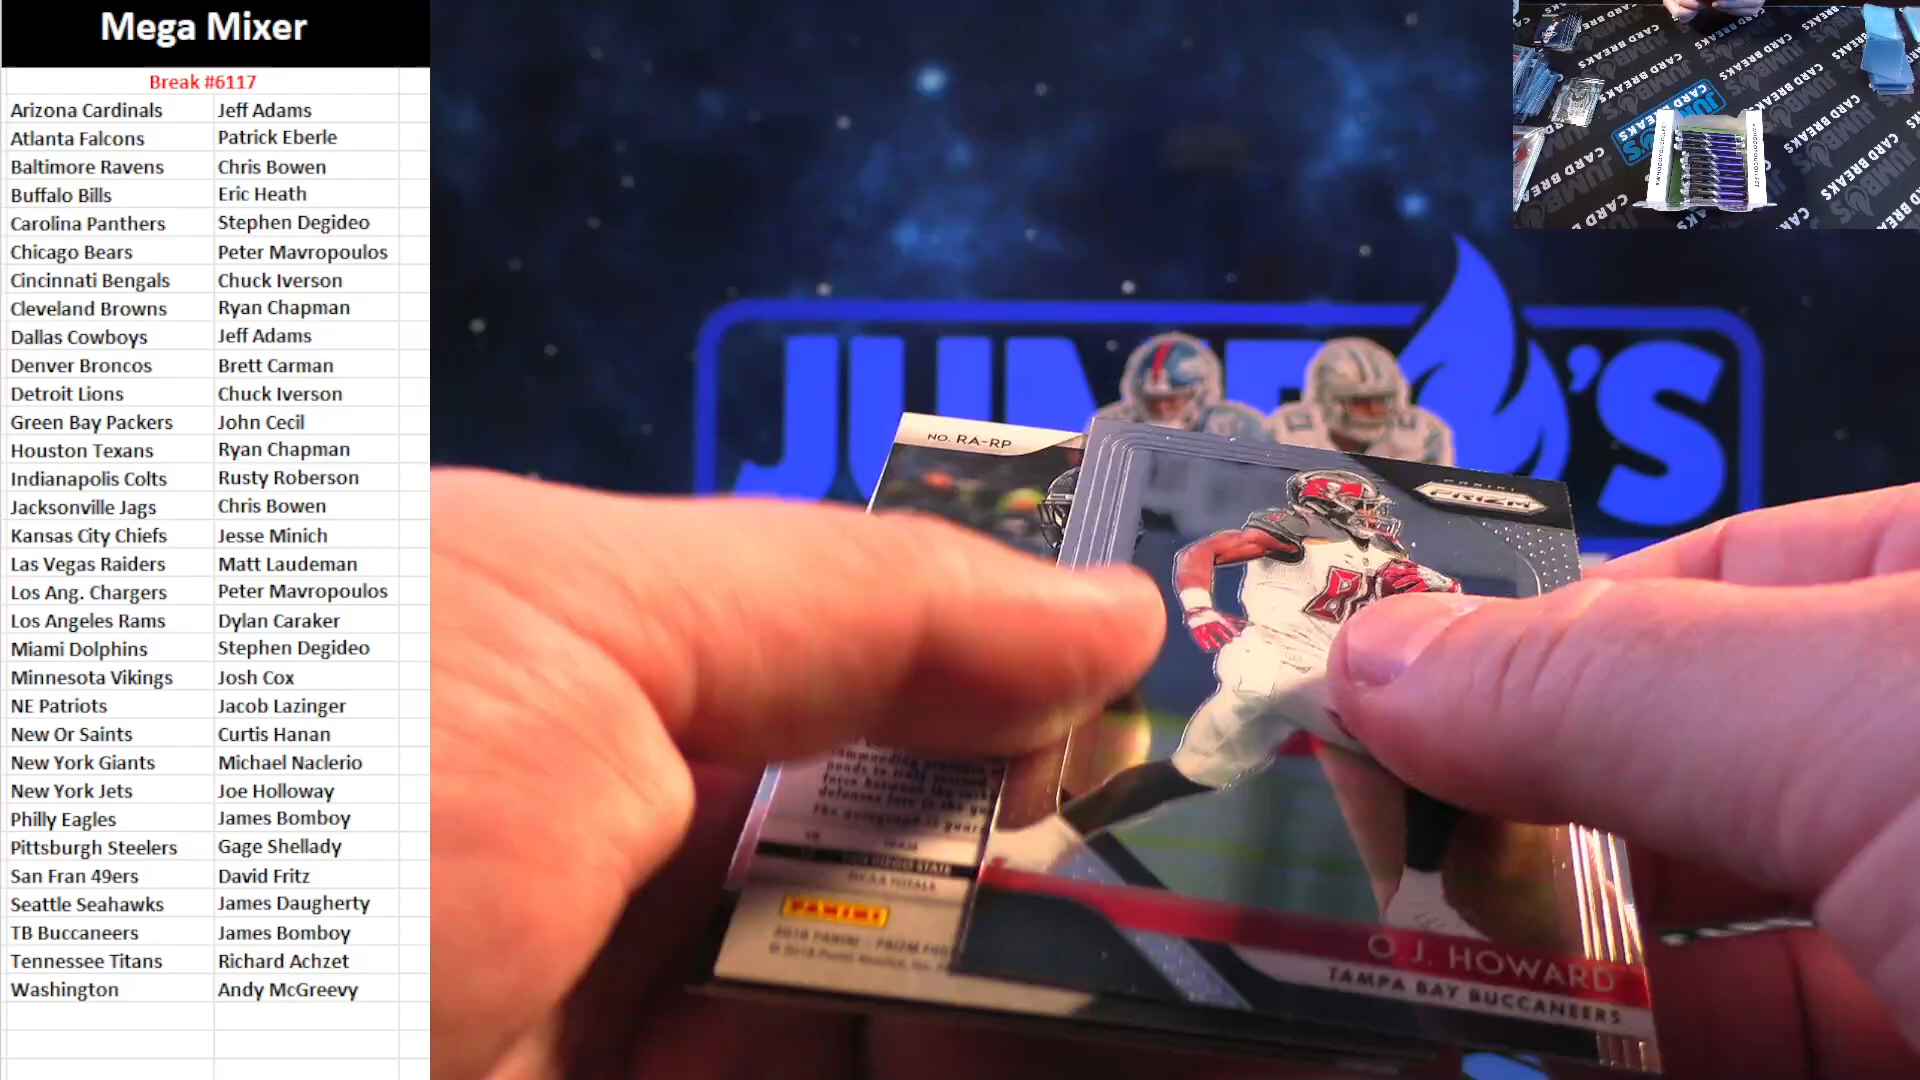 Mega Mixer
Break #6117
Arizona Cardinals Jeff Adams
Atlanta Falcons Patrick Eberle
Baltimore Ravens Chris Bowen
Buffalo Bills Eric Heath
Carolina Panthers Stephen Degideo
Chicago Bears Peter Mavropoulos
Cincinnati Bengals Chuck Iverson
Cleveland Browns Ryan Chapman
Dallas Cowboys Jeff Adams
Denver Broncos Brett Carman
Detroit Lions Chuck Iverson
Green Bay Packers John Cecil
Houston Texans Ryan Chapman
Indianapolis Colts Rusty Roberson
Jacksonville Jags Chris Bowen
Kansas City Chiefs Jesse Minich
Las Vegas Raiders Matt Laudeman
Los Ang. Chargers Peter Mavropoulos
Los Angeles Rams Dylan Caraker
Miami Dolphins Stephen Degideo
Minnesota Vikings Josh Cox
NE Patriots Jacob Lazinger
New Or Saints Curtis Hanan
New York Giants Michael Naclerio
New York Jets Joe Holloway
Philly Eagles James Bomboy
Pittsburgh Steelers Gage Shellady
San Fran 49ers David Fritz
Seattle Seahawks James Daugherty
TB Buccaneers James Bomboy
Tennessee Titans Richard Achzet
Washington Andy McGreevy
JUMBO'S
CARD BREAKS
JUMBO'S
CARD BREAKS
NO. RA-RP
PANINI
PRIZM
PANINI
O.J. HOWARD
TAMPA BAY BUCCANEERS